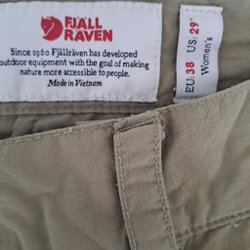 FJÄLL
RÄVEN
Since 1960 Fjällräven has developed
outdoor equipment with the goal of making
nature more accessible to people.
Made in Vietnam
EU: 38 US: 29"
Women's